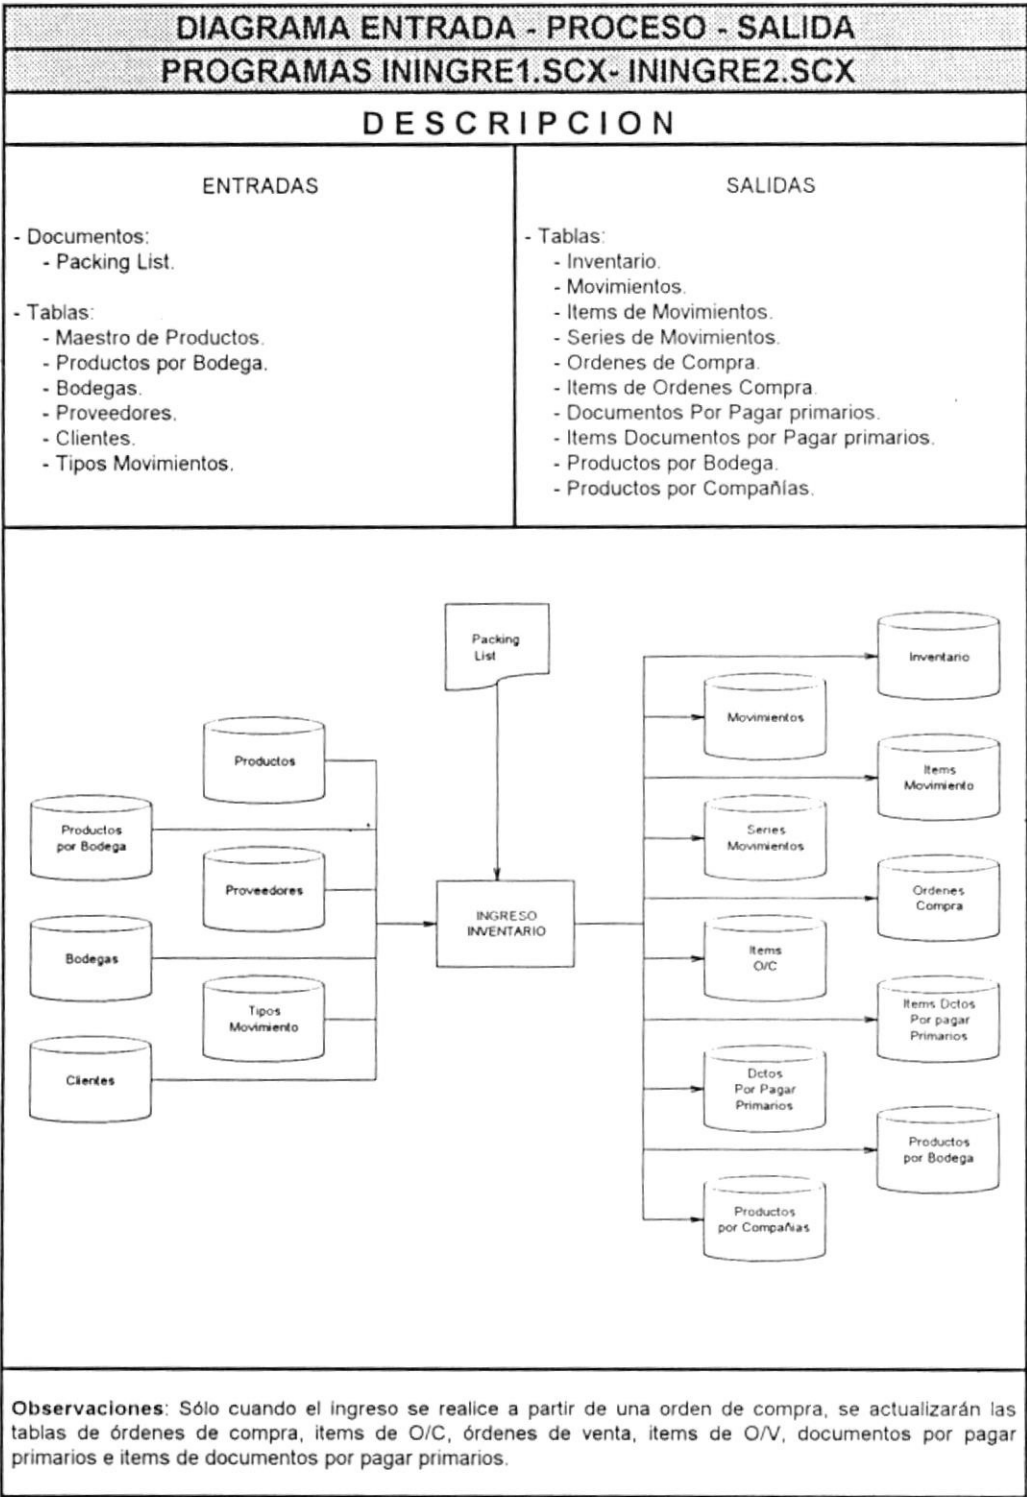 DIAGRAMA ENTRADA - PROCESO - SALIDA
PROGRAMAS ININGRE1.SCX- ININGRE2.SCX
DESCRIPCION
ENTRADAS
- Documentos:
- Packing List.
- Tablas:
- Maestro de Productos.
- Productos por Bodega.
- Bodegas.
- Proveedores.
- Clientes.
- Tipos Movimientos.
SALIDAS
- Tablas:
- Inventario.
- Movimientos.
- Items de Movimientos.
- Series de Movimientos.
- Ordenes de Compra.
- Items de Ordenes Compra.
- Documentos Por Pagar primarios.
- Items Documentos por Pagar primarios.
- Productos por Bodega.
- Productos por Compañías.
Packing
List
Productos
Productos
por Bodega
Proveedores
Bodegas
Tipos
Movimiento
Clientes
INGRESO
INVENTARIO
Inventario
Movimientos
Items
Movimiento
Series
Movimientos
Ordenes
Compra
Items
O/C
Items Dctos
Por pagar
Primarios
Dctos
Por Pagar
Primarios
Productos
por Bodega
Productos
por Compañias
Observaciones: Sólo cuando el ingreso se realice a partir de una orden de compra, se actualizarán las
tablas de órdenes de compra, items de O/C, órdenes de venta, items de O/V, documentos por pagar
primarios e items de documentos por pagar primarios.